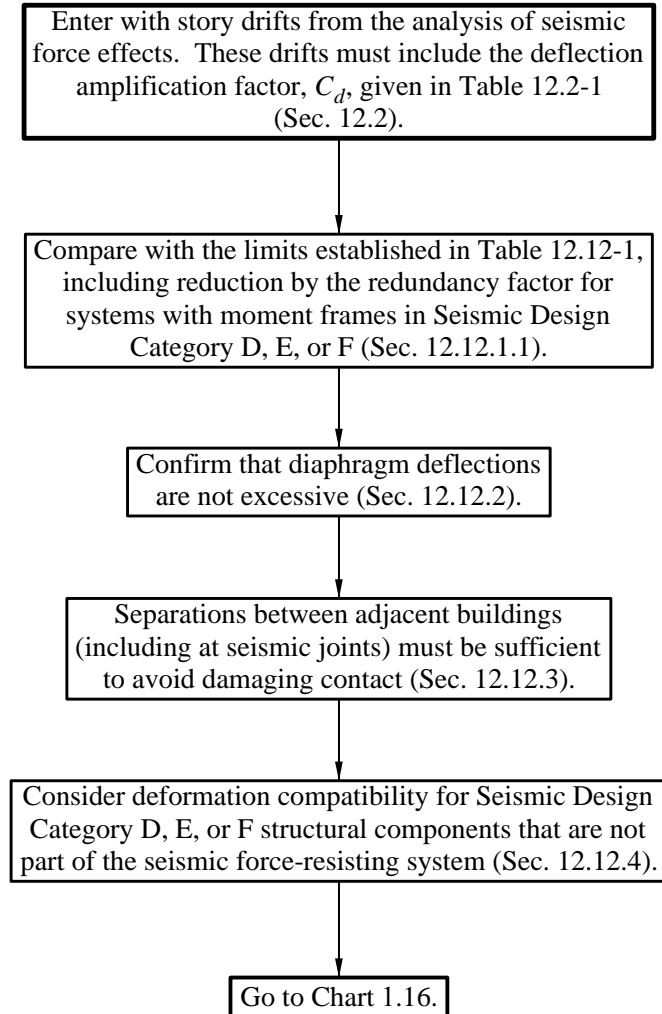 Enter with story drifts from the analysis of seismic
force effects.  These drifts must include the deflection
amplification factor, C_d, given in Table 12.2-1
(Sec. 12.2).
Compare with the limits established in Table 12.12-1,
including reduction by the redundancy factor for
systems with moment frames in Seismic Design
Category D, E, or F (Sec. 12.12.1.1).
Confirm that diaphragm deflections
are not excessive (Sec. 12.12.2).
Separations between adjacent buildings
(including at seismic joints) must be sufficient
to avoid damaging contact (Sec. 12.12.3).
Consider deformation compatibility for Seismic Design
Category D, E, or F structural components that are not
part of the seismic force-resisting system (Sec. 12.12.4).
Go to Chart 1.16.